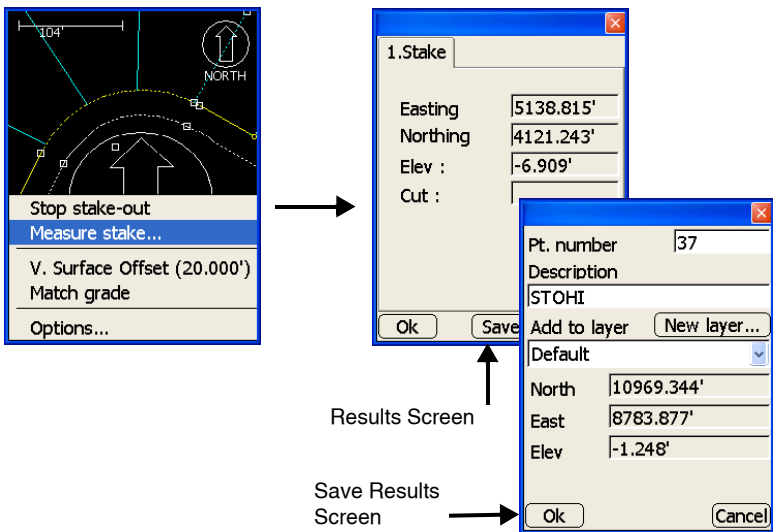 104'
NORTH
Stop stake-out
Measure stake...
V. Surface Offset (20.000')
Match grade
Options...
1.Stake
Easting 5138.815'
Northing 4121.243'
Elev : -6.909'
Cut :
Ok Save
Results Screen
Pt. number 37
Description
STOHI
Add to layer New layer...
Default
North 10969.344'
East 8783.877'
Elev -1.248'
Ok Cancel
Save Results
Screen